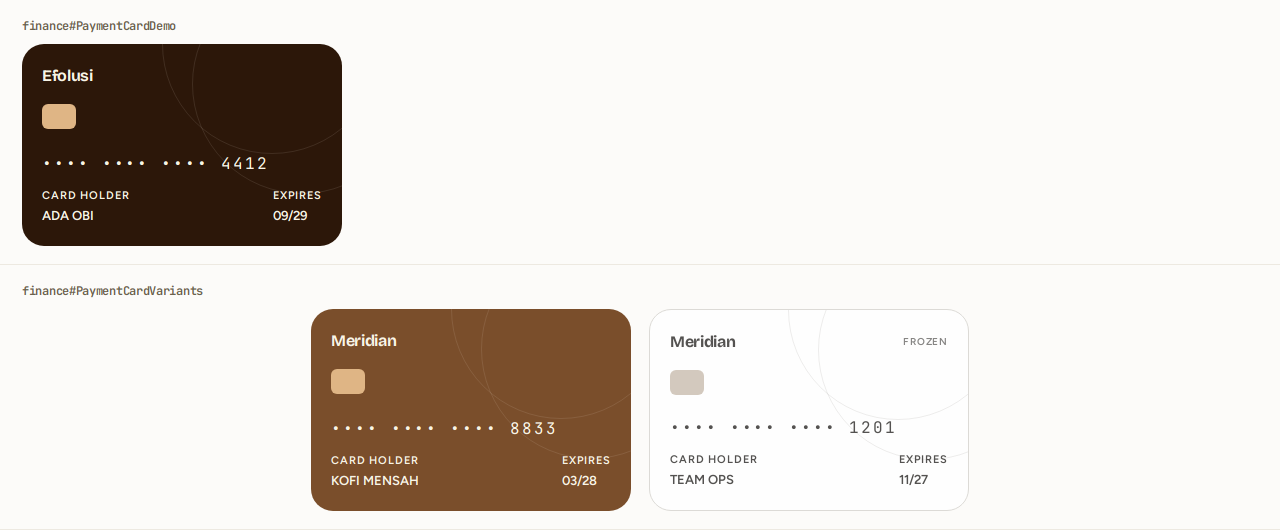 finance#PaymentCardDemo
Efolusi
•••• •••• •••• 4412
CARD HOLDER EXPIRES
ADA OBI 09/29
finance#PaymentCardVariants
Meridian
•••• •••• •••• 8833
CARD HOLDER EXPIRES
KOFI MENSAH 03/28
Meridian FROZEN
•••• •••• •••• 1201
CARD HOLDER EXPIRES
TEAM OPS 11/27